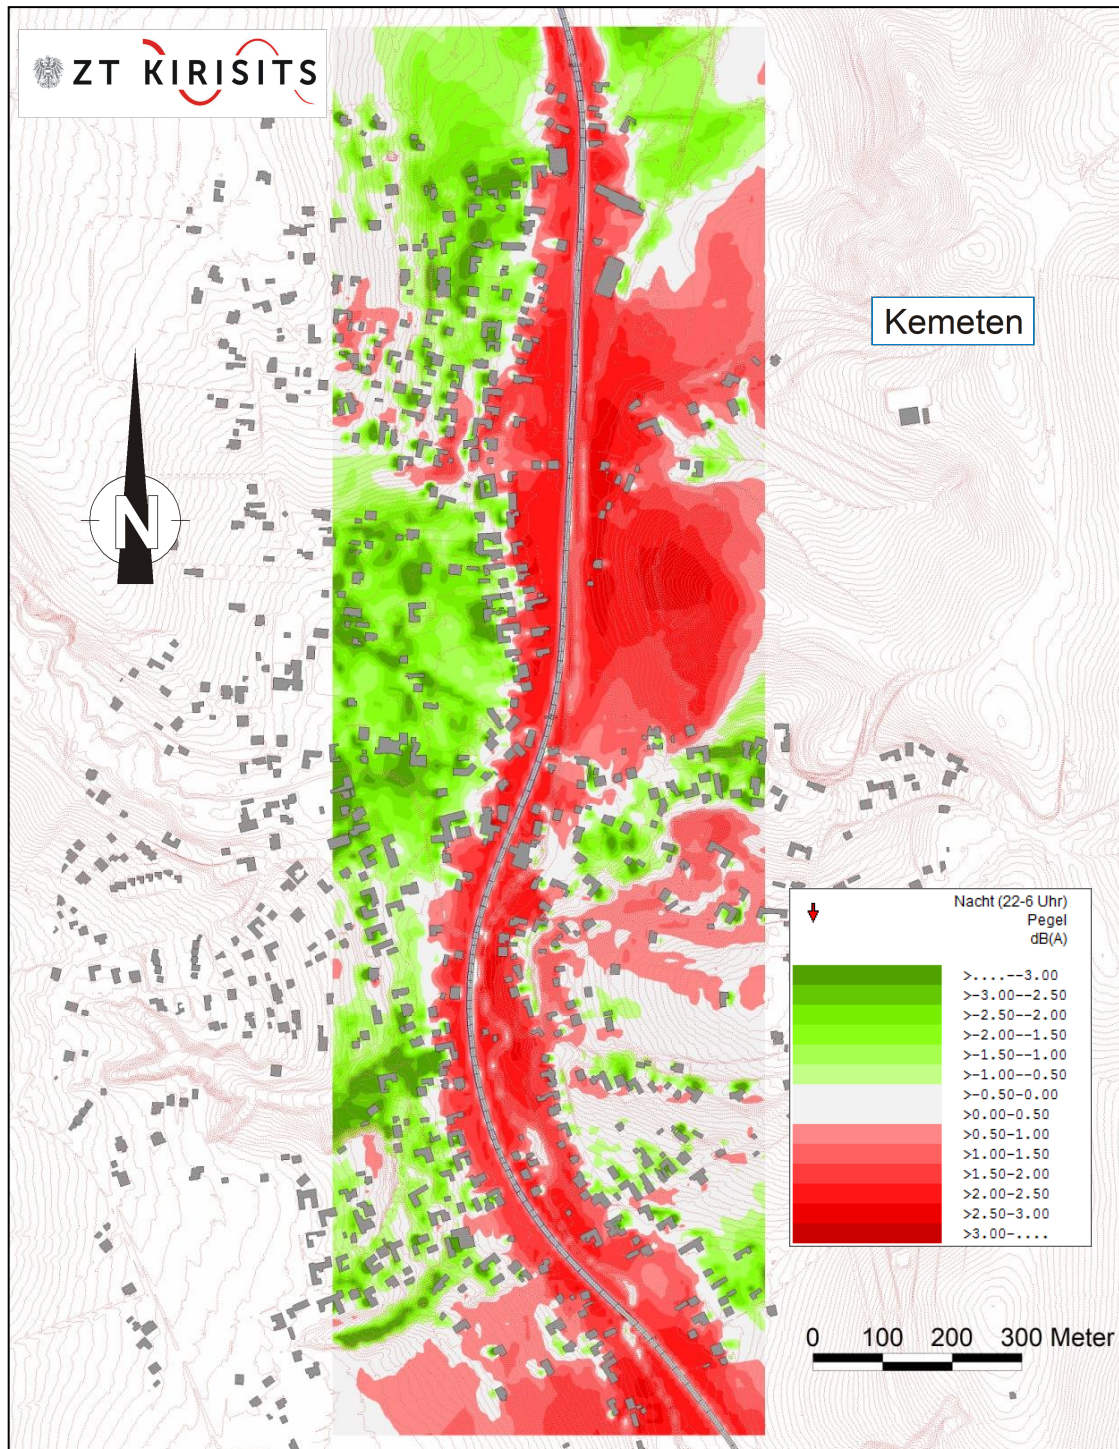 ZT KIRISITS
Kemeten
N
Nacht (22-6 Uhr)
Pegel
dB(A)
>....--3.00
>-3.00--2.50
>-2.50--2.00
>-2.00--1.50
>-1.50--1.00
>-1.00--0.50
>-0.50-0.00
>0.00-0.50
>0.50-1.00
>1.00-1.50
>1.50-2.00
>2.00-2.50
>2.50-3.00
>3.00-....
0 100 200 300 Meter